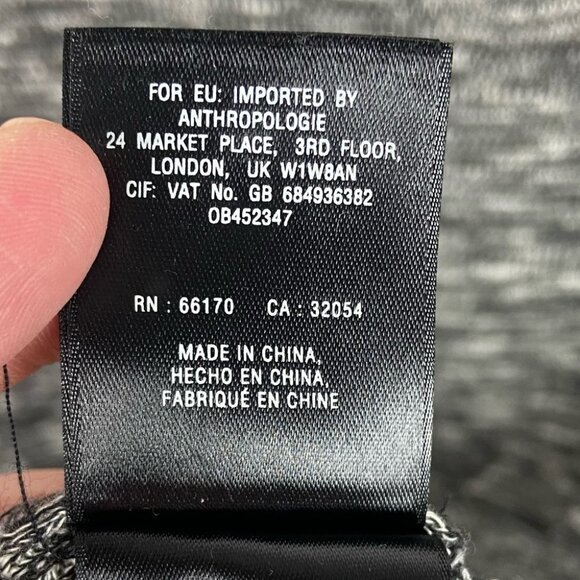 FOR EU: IMPORTED BY
ANTHROPOLOGIE
24 MARKET PLACE, 3RD FLOOR,
LONDON, UK W1W8AN
CIF: VAT No. GB 684936382
OB452347
RN : 66170 CA : 32054
MADE IN CHINA,
HECHO EN CHINA,
FABRIQUÉ EN CHINE